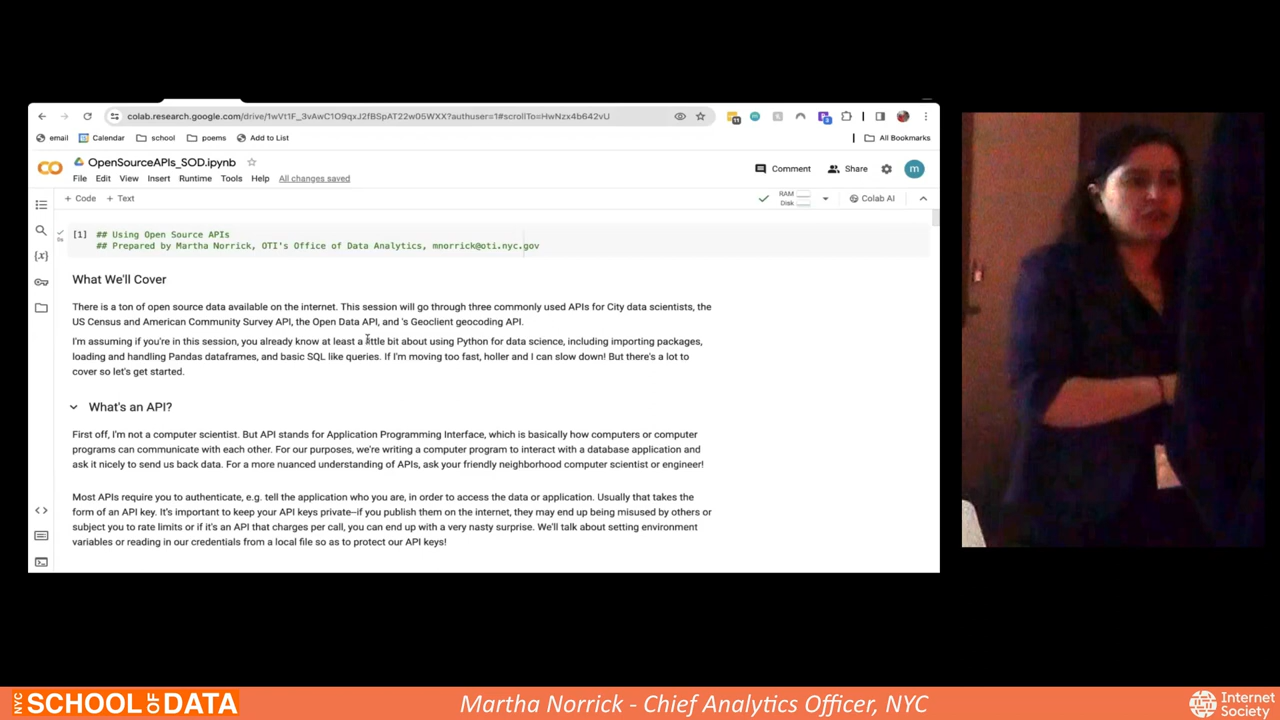 colab.research.google.com/drive/1wVt1F_3vAwC1O9qxJ2fBSpAT22w05WXX?authuser=1#scrollTo=HwNzx4b642vU
email Calendar school poems Add to List All Bookmarks
OpenSourceAPIs_SOD.ipynb
Comment Share m
File Edit View Insert Runtime Tools Help All changes saved
+ Code + Text RAM Disk Colab AI
[1] ## Using Open Source APIs
## Prepared by Martha Norrick, OTI's Office of Data Analytics, mnorrick@oti.nyc.gov
What We'll Cover
There is a ton of open source data available on the internet. This session will go through three commonly used APIs for City data scientists, the
US Census and American Community Survey API, the Open Data API, and 's Geoclient geocoding API.
I'm assuming if you're in this session, you already know at least a little bit about using Python for data science, including importing packages,
loading and handling Pandas dataframes, and basic SQL like queries. If I'm moving too fast, holler and I can slow down! But there's a lot to
cover so let's get started.
What's an API?
First off, I'm not a computer scientist. But API stands for Application Programming Interface, which is basically how computers or computer
programs can communicate with each other. For our purposes, we're writing a computer program to interact with a database application and
ask it nicely to send us back data. For a more nuanced understanding of APIs, ask your friendly neighborhood computer scientist or engineer!
Most APIs require you to authenticate, e.g. tell the application who you are, in order to access the data or application. Usually that takes the
form of an API key. It's important to keep your API keys private--if you publish them on the internet, they may end up being misused by others or
subject you to rate limits or if it's an API that charges per call, you can end up with a very nasty surprise. We'll talk about setting environment
variables or reading in our credentials from a local file so as to protect our API keys!
NYC SCHOOL OF DATA
Martha Norrick - Chief Analytics Officer, NYC
Internet
Society